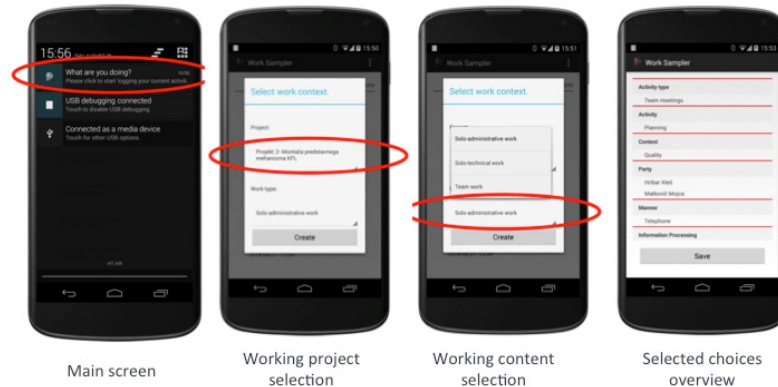 15:56
What are you doing?
15:56
Please click to start logging your current activit
USB debugging connected
Touch to disable USB debugging.
Connected as a media device
Touch for other USB options.
Main screen
15:50
Work Sampler
Select work context.
Project:
Projekt 2- Montaža predstavnega
mehanizma KFL
Work type:
Solo-administrative work
Create
Working project
selection
15:51
Work Sampler
Select work context.
Solo-administrative work
Solo-technical work
Team work
Solo-administrative work
Create
Working content
selection
15:53
Work Sampler
Activity type
Team meetings
Activity
Planning
Context
Quality
Party
Hribar Aleš
Matkovič Mojca
Manner
Telephone
Information Processing
Save
Selected choices
overview